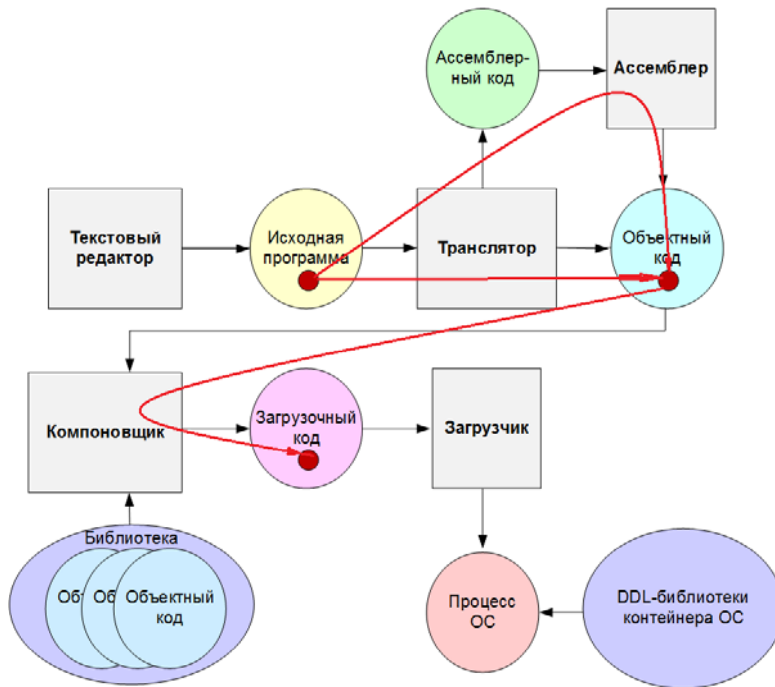 Ассемблер-
ный код
Ассемблер
Текстовый
редактор
Исходная
программа
Транслятор
Объектный
код
Компоновщик
Загрузочный
код
Загрузчик
Библиотека
Объектный
код
Процесс
ОС
DDL-библиотеки
контейнера ОС